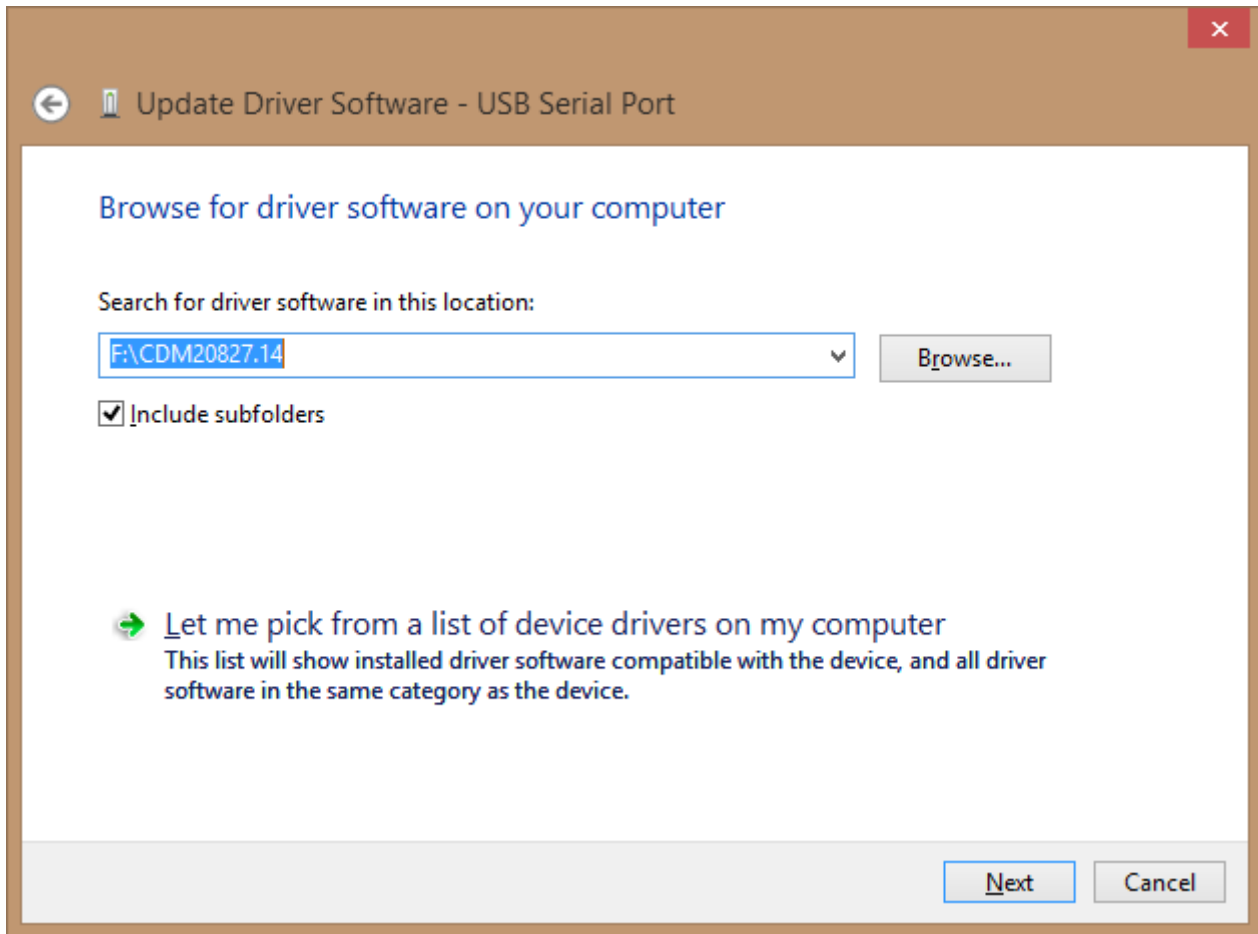 Update Driver Software - USB Serial Port
Browse for driver software on your computer
Search for driver software in this location:
F:\CDM20827.14
Browse...
Include subfolders
Let me pick from a list of device drivers on my computer
This list will show installed driver software compatible with the device, and all driver
software in the same category as the device.
Next
Cancel